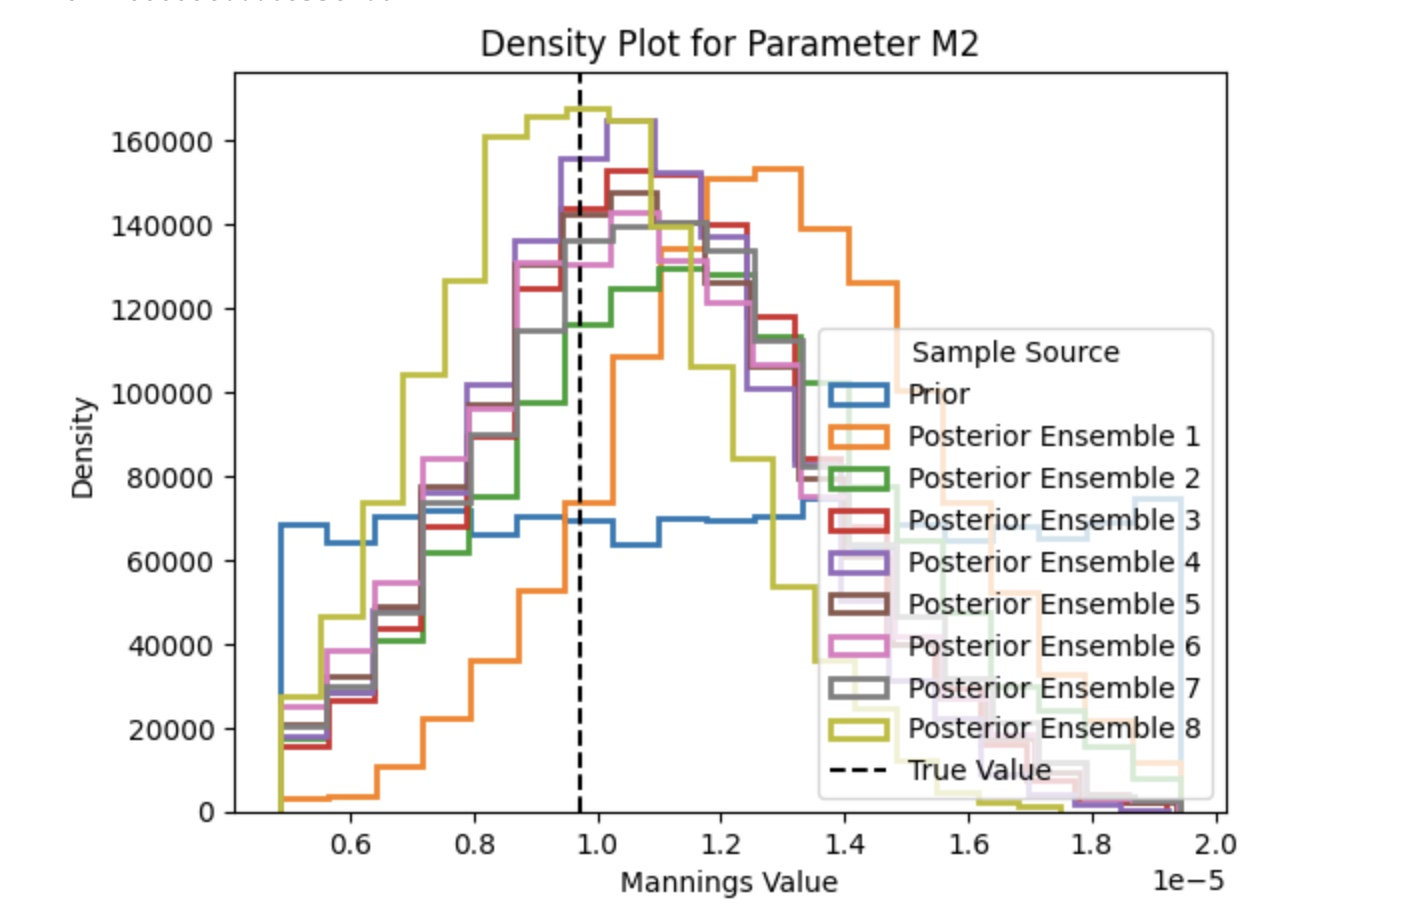 Density Plot for Parameter M2
160000
140000
120000
100000
80000
60000
40000
20000
0
Density
Sample Source
Prior
Posterior Ensemble 1
Posterior Ensemble 2
Posterior Ensemble 3
Posterior Ensemble 4
Posterior Ensemble 5
Posterior Ensemble 6
Posterior Ensemble 7
Posterior Ensemble 8
True Value
0.6 0.8 1.0 1.2 1.4 1.6 1.8 2.0
Mannings Value
1e−5